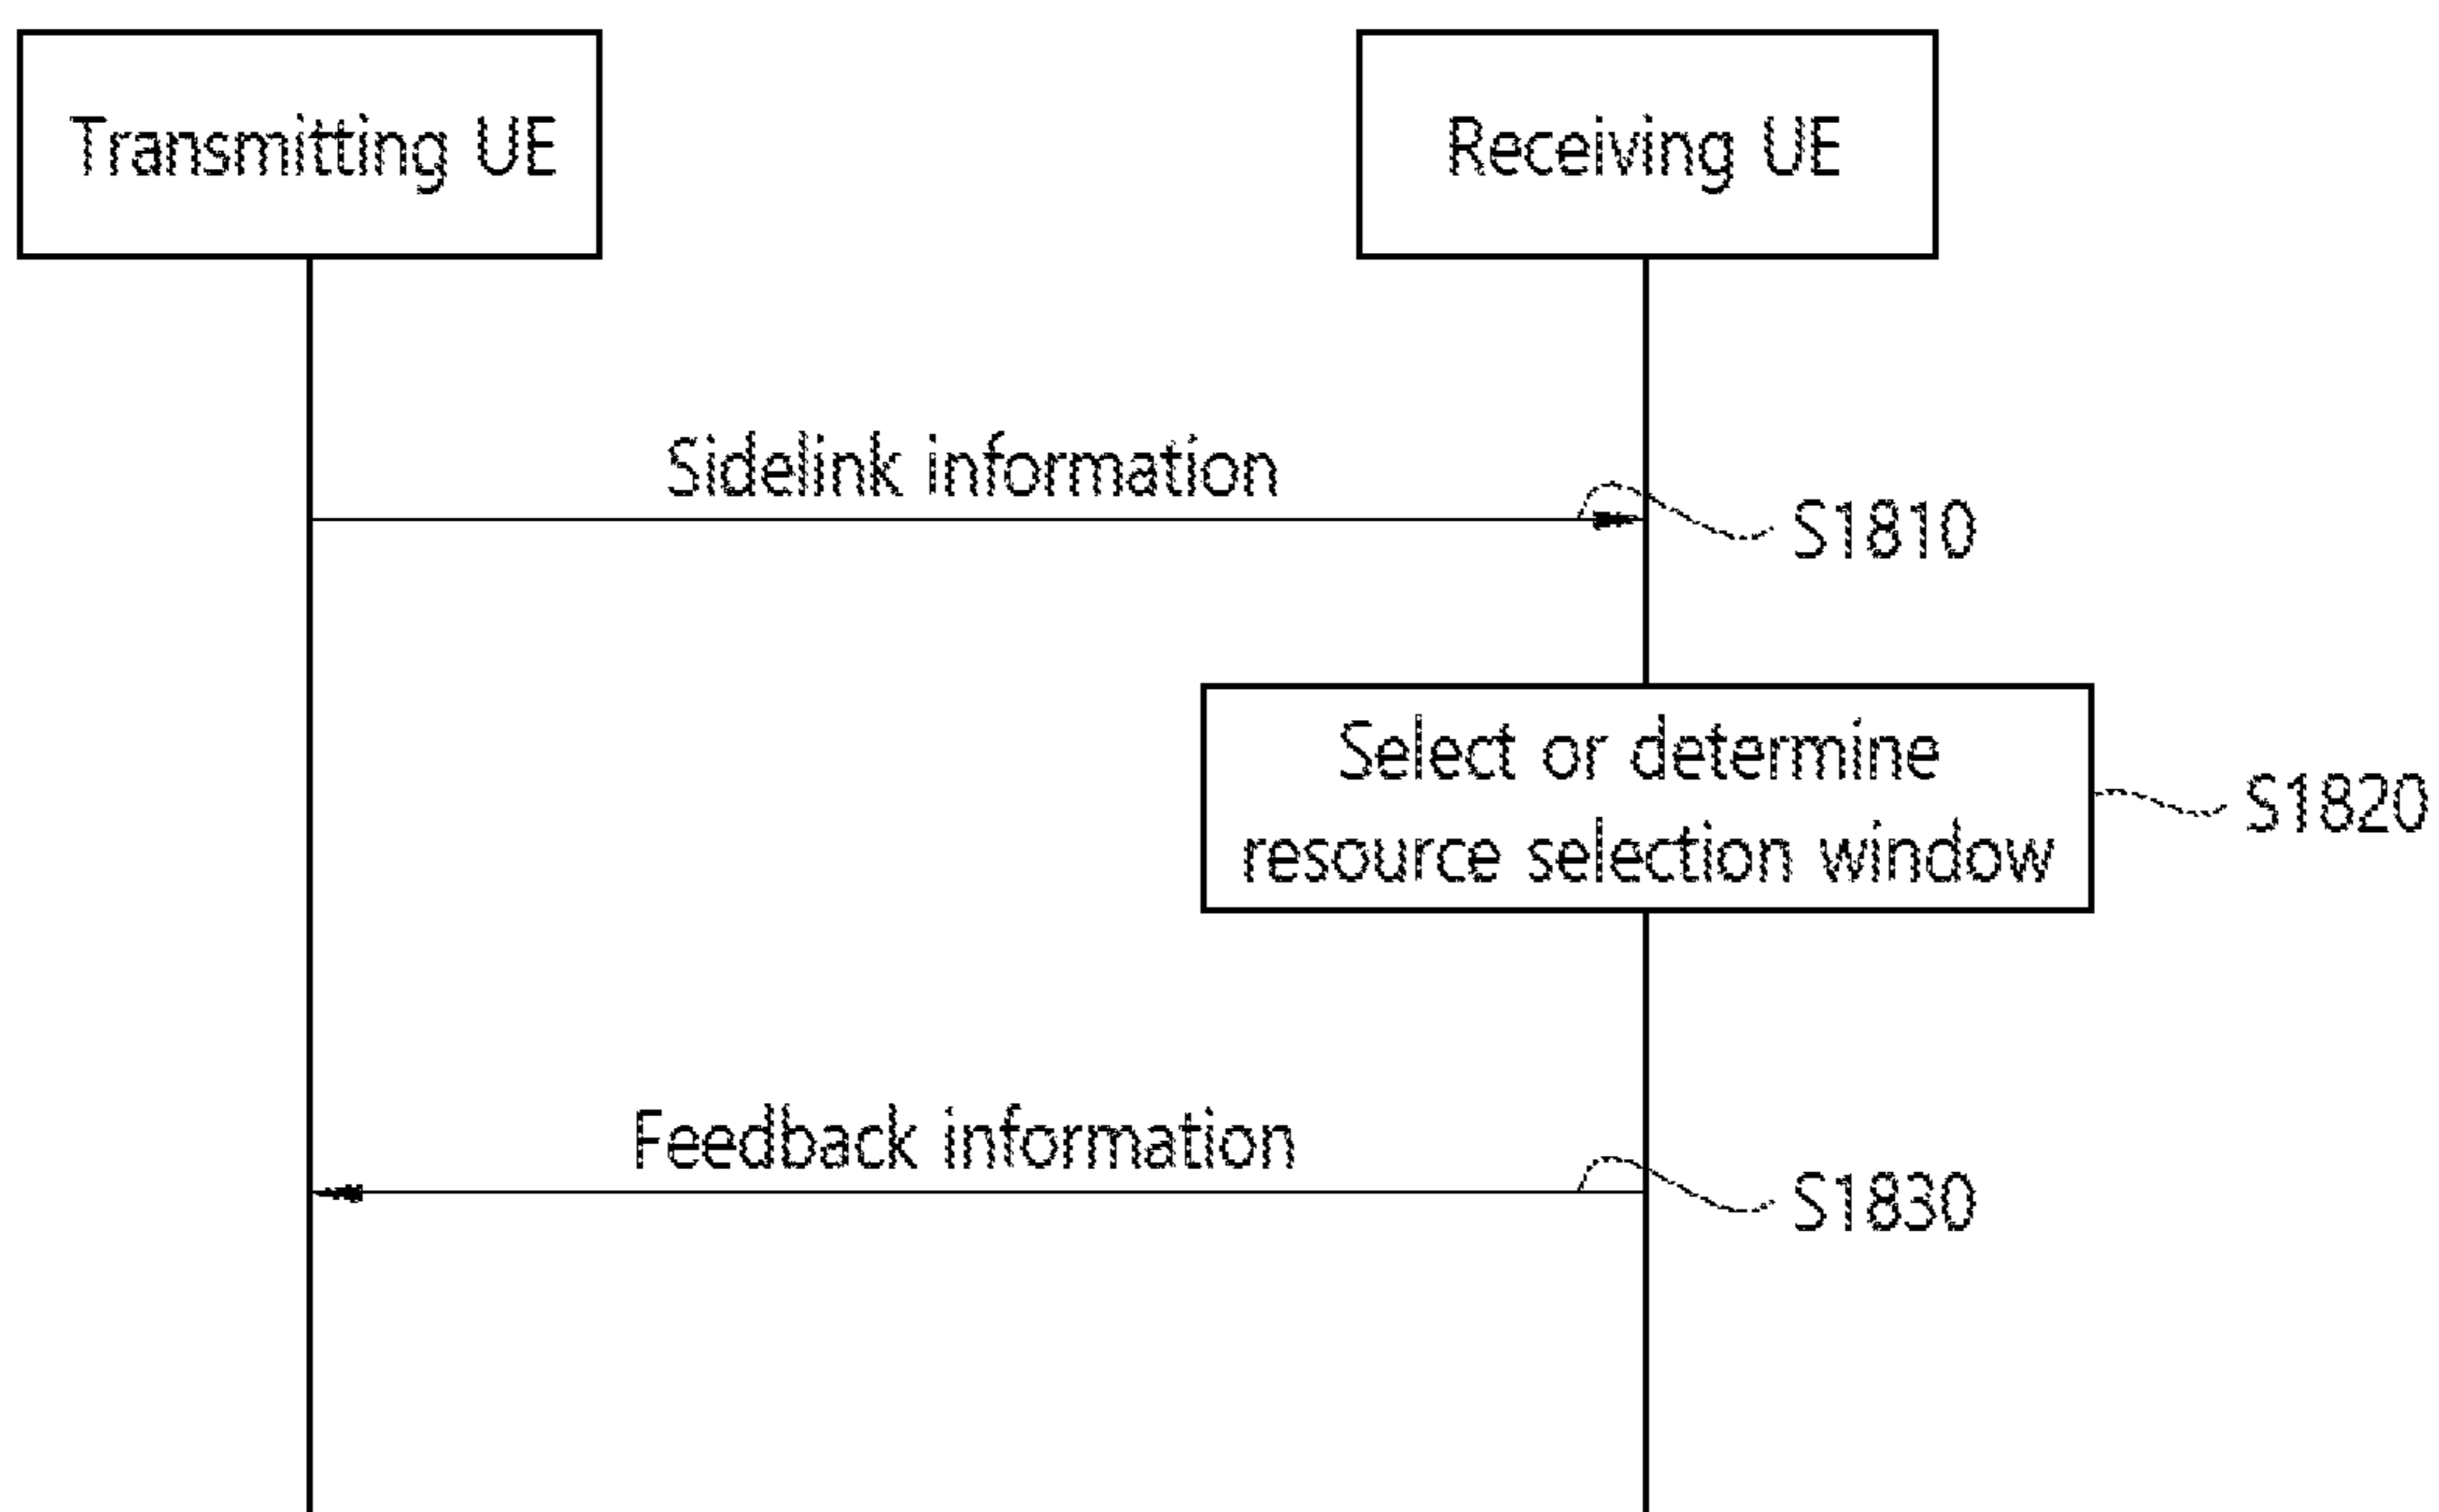 Transmitting UE
Receiving UE
Sidelink information
S1810
Select or determine
resource selection window
S1820
Feedback information
S1830